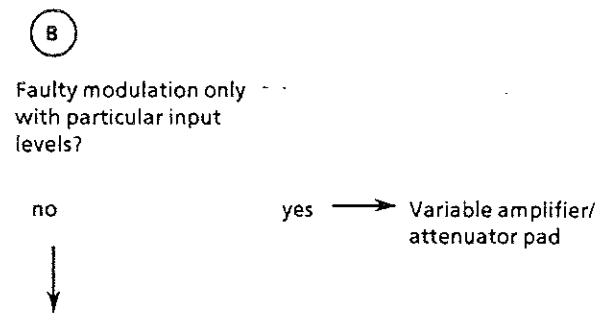 B
Faulty modulation only
with particular input
levels?
no yes Variable amplifier/
attenuator pad